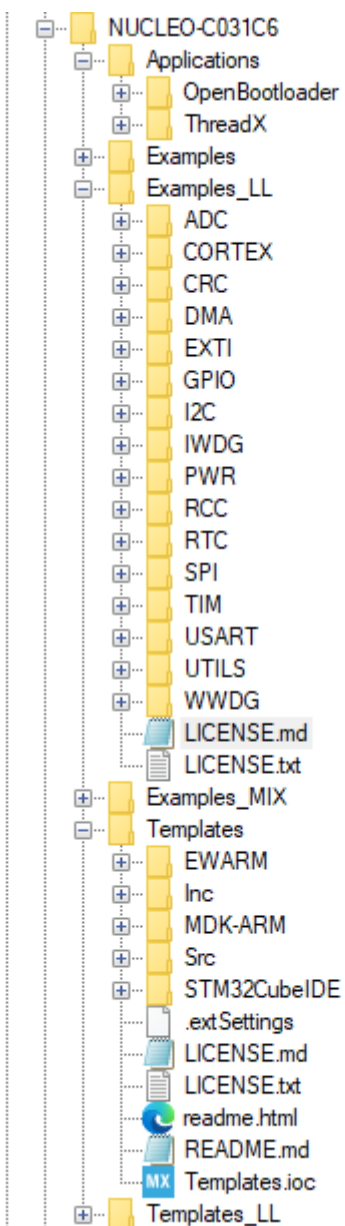 NUCLEO-C031C6
Applications
OpenBootloader
ThreadX
Examples
Examples_LL
ADC
CORTEX
CRC
DMA
EXTI
GPIO
I2C
IWDG
PWR
RCC
RTC
SPI
TIM
USART
UTILS
WWDG
LICENSE.md
LICENSE.txt
Examples_MIX
Templates
EWARM
Inc
MDK-ARM
Src
STM32CubeIDE
.extSettings
LICENSE.md
LICENSE.txt
readme.html
README.md
MX Templates.ioc
Templates_LL